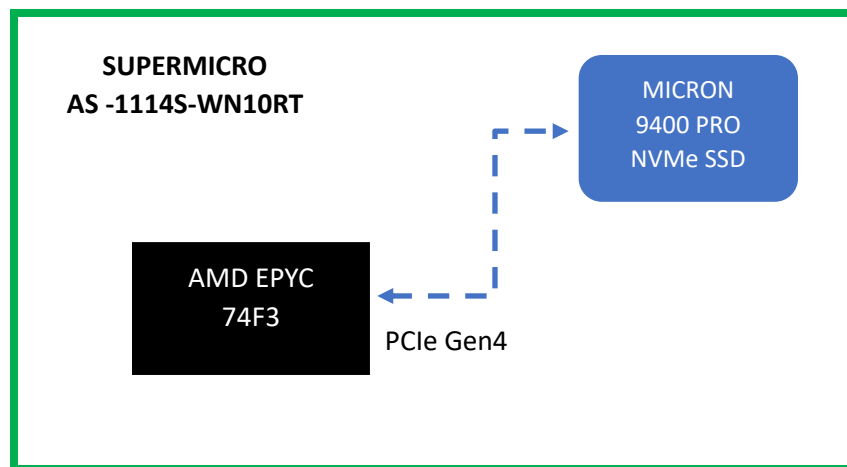 SUPERMICRO
AS -1114S-WN10RT
MICRON
9400 PRO
NVMe SSD
AMD EPYC
74F3
PCIe Gen4